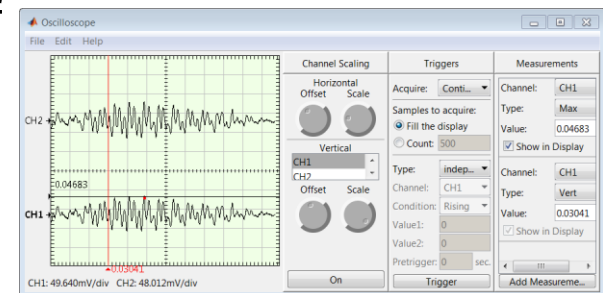 Oscilloscope
File Edit Help
CH2
0.04683
CH1
0.03041
CH1: 49.640mV/div CH2: 48.012mV/div
Channel Scaling
Horizontal
Offset Scale
Vertical
CH1
CH2
Offset Scale
On
Triggers
Acquire: Conti...
Samples to acquire:
Fill the display
Count: 500
Type: indep...
Channel: CH1
Condition: Rising
Value1: 0
Value2: 0
Pretrigger: 0 sec.
Trigger
Measurements
Channel: CH1
Type: Max
Value: 0.04683
Show in Display
Channel: CH1
Type: Vert
Value: 0.03041
Show in Display
Add Measureme...